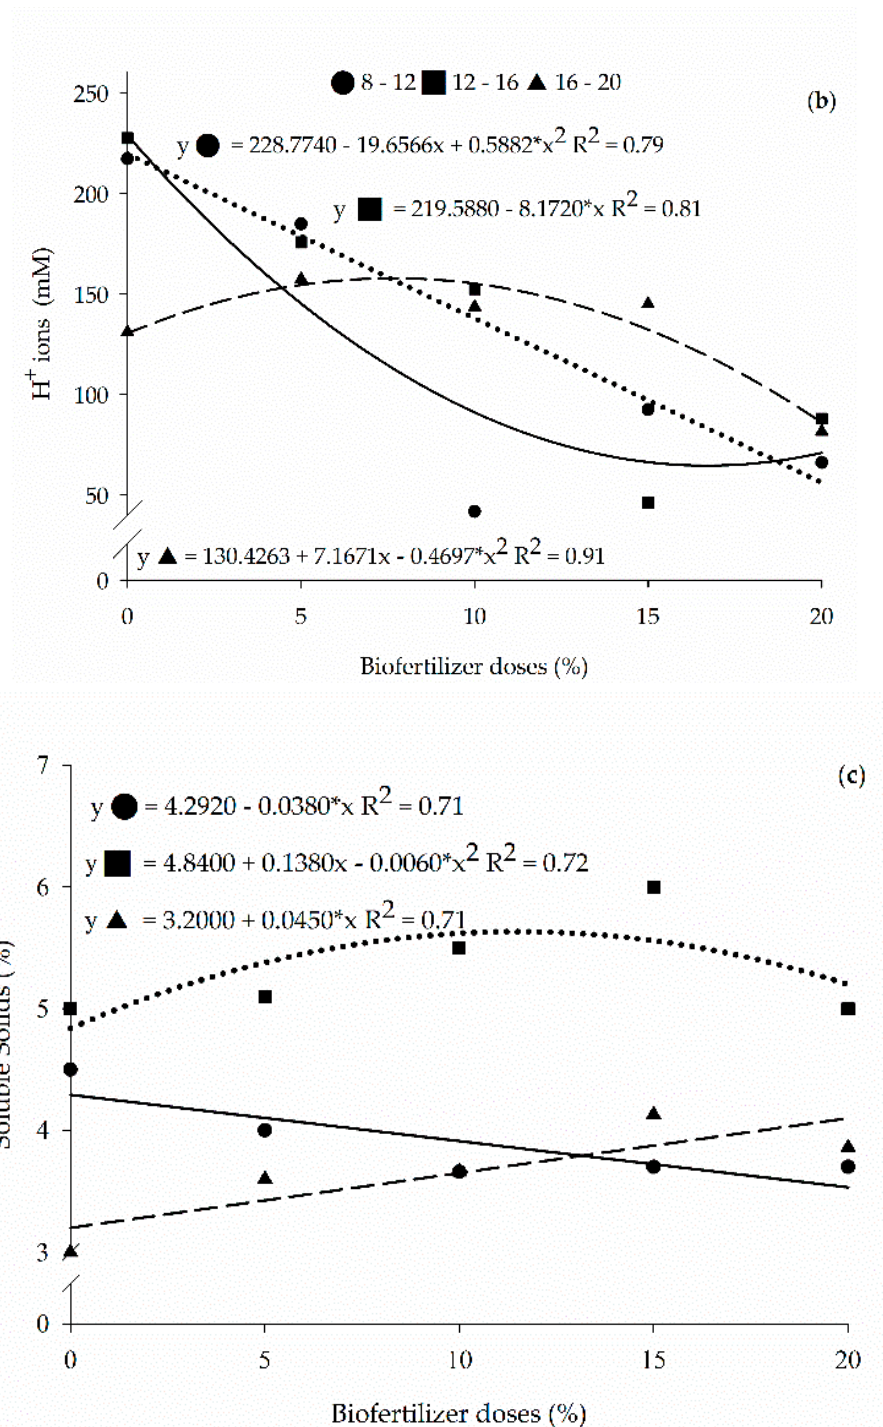 ● 8 - 12 ■ 12 - 16 ▲ 16 - 20
(b)
y ● = 228.7740 - 19.6566x + 0.5882*x² R² = 0.79
y ■ = 219.5880 - 8.1720*x R² = 0.81
y ▲ = 130.4263 + 7.1671x - 0.4697*x² R² = 0.91
H⁺ ions (mM)
250
200
150
100
50
0
0 5 10 15 20
Biofertilizer doses (%)
(c)
y ● = 4.2920 - 0.0380*x R² = 0.71
y ■ = 4.8400 + 0.1380x - 0.0060*x² R² = 0.72
y ▲ = 3.2000 + 0.0450*x R² = 0.71
Soluble Solids (%)
7
6
5
4
3
0
0 5 10 15 20
Biofertilizer doses (%)